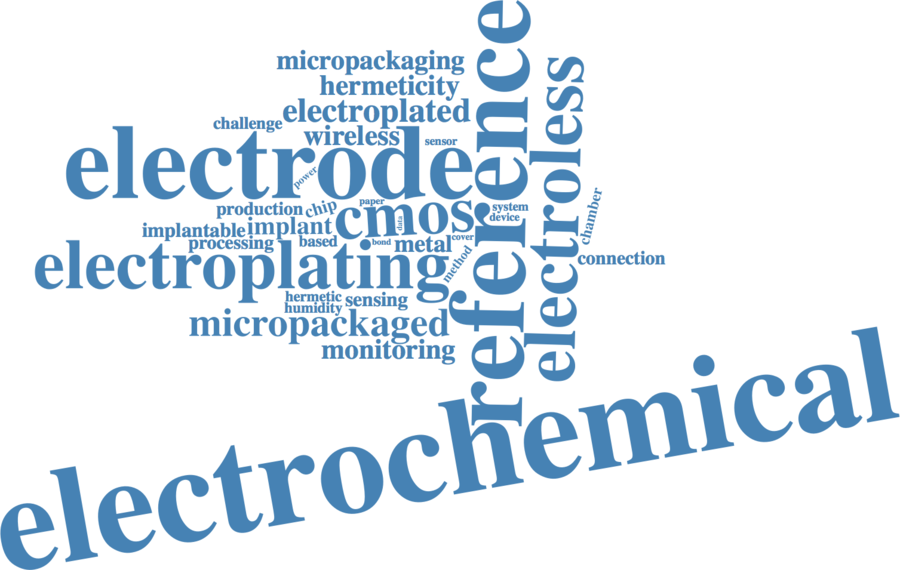 reference
micropackaging
electroless
hermeticity
electroplated
challenge
wireless
sensor
electrode
power
chamber
paper
production
chip
cmos
system
device
data
implantable
implant
processing
based
bond
metal
cover
method
connection
electroplating
hermetic
sensing
humidity
micropackaged
monitoring
electrochemical